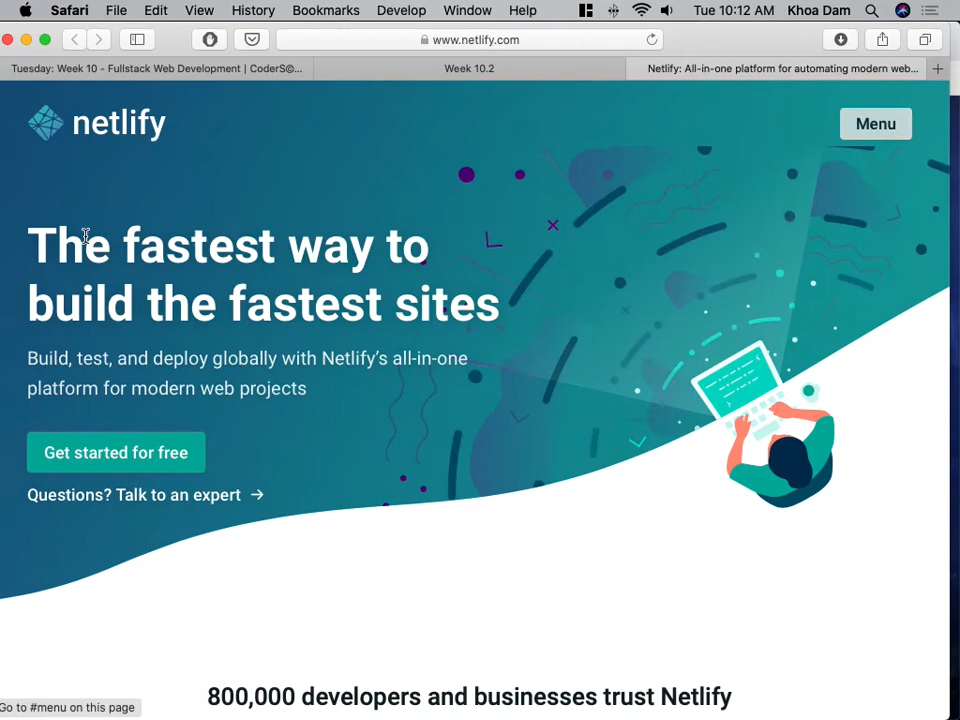 Safari File Edit View History Bookmarks Develop Window Help Tue 10:12 AM Khoa Dam
www.netlify.com
Tuesday: Week 10 - Fullstack Web Development | CoderS©... Week 10.2 Netlify: All-in-one platform for automating modern web...
netlify
Menu
The fastest way to
build the fastest sites
Build, test, and deploy globally with Netlify’s all-in-one
platform for modern web projects
Get started for free
Questions? Talk to an expert →
800,000 developers and businesses trust Netlify
Go to #menu on this page